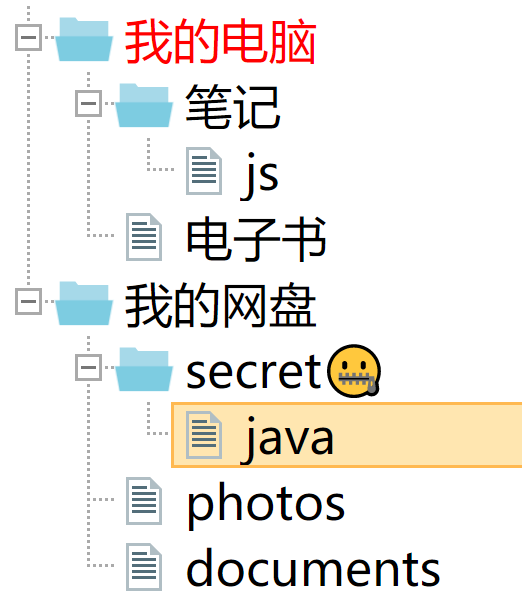 我的电脑
笔记
js
电子书
我的网盘
secret🤐
java
photos
documents